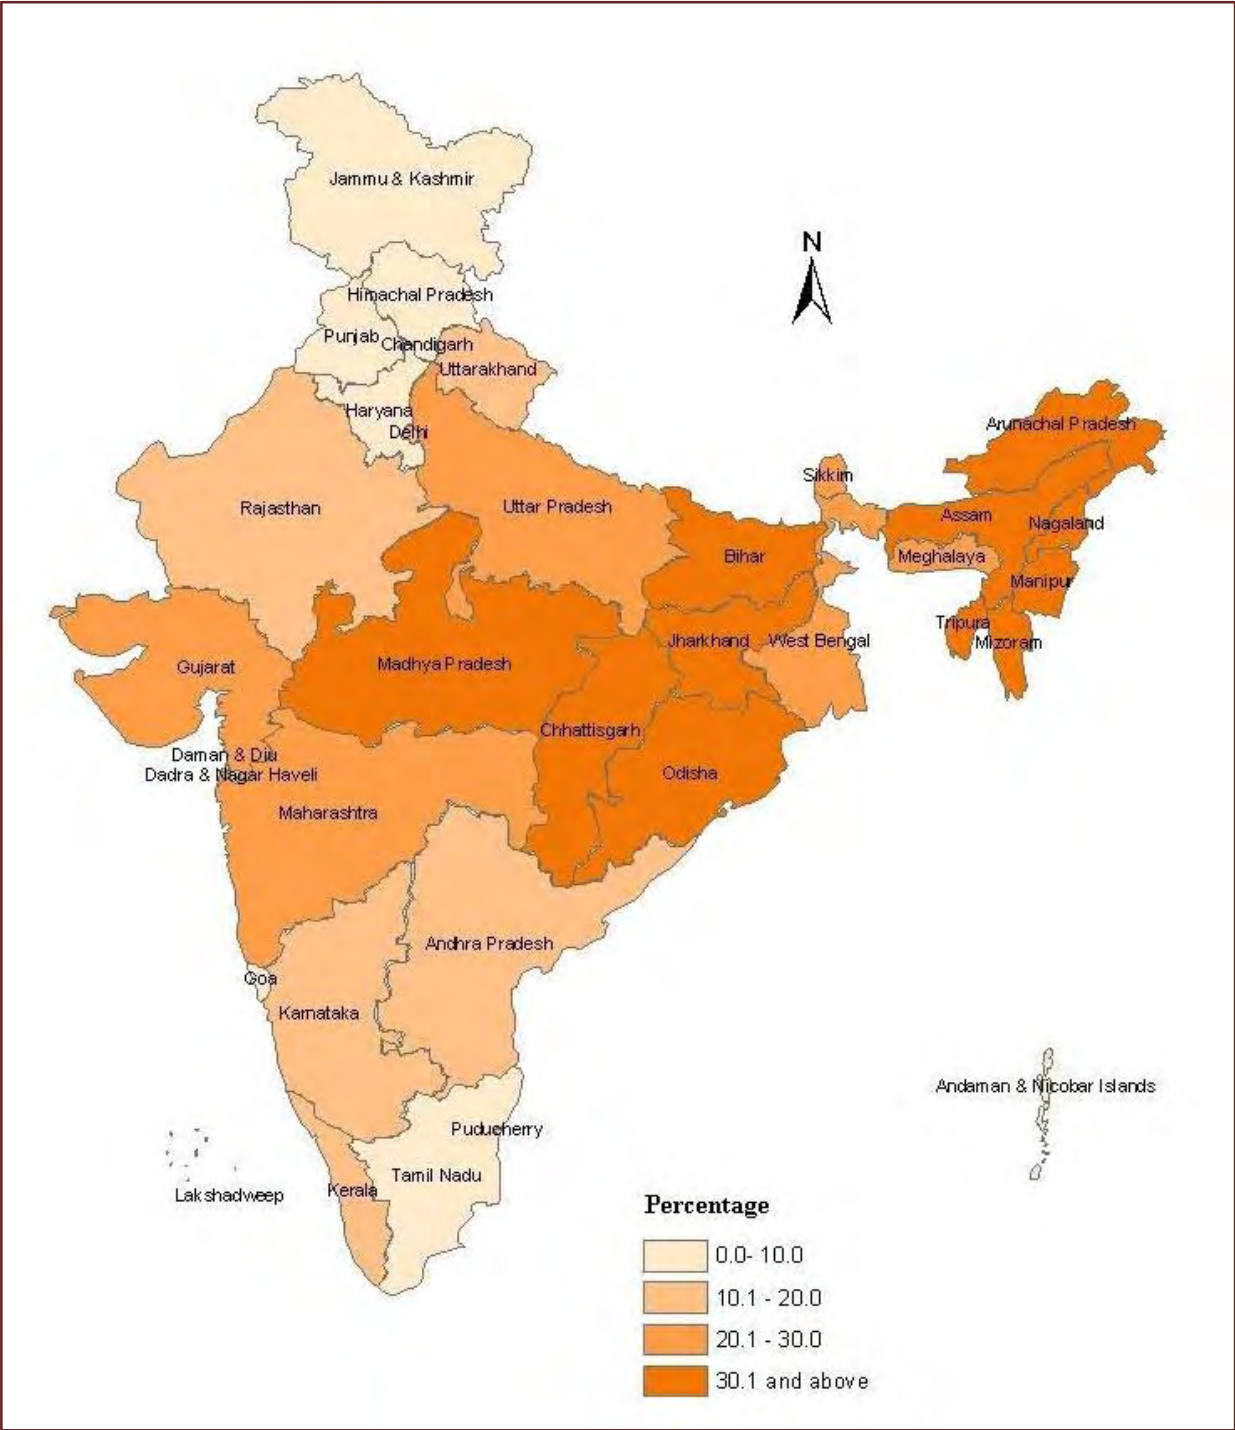 Jammu & Kashmir
N
Himachal Pradesh
Punjab
Chandigarh
Uttarakhand
Haryana
Delhi
Arunachal Pradesh
Sikkim
Rajasthan
Uttar Pradesh
Assam
Nagaland
Bihar
Meghalaya
Manipur
Tripura
Jharkhand
West Bengal
Mizoram
Gujarat
Madhya Pradesh
Chhattisgarh
Daman & Diu
Dadra & Nagar Haveli
Odisha
Maharashtra
Andhra Pradesh
Goa
Karnataka
Andaman & Nicobar Islands
Puducherry
Tamil Nadu
Lakshadweep
Kerala
Percentage
0.0- 10.0
10.1 - 20.0
20.1 - 30.0
30.1 and above